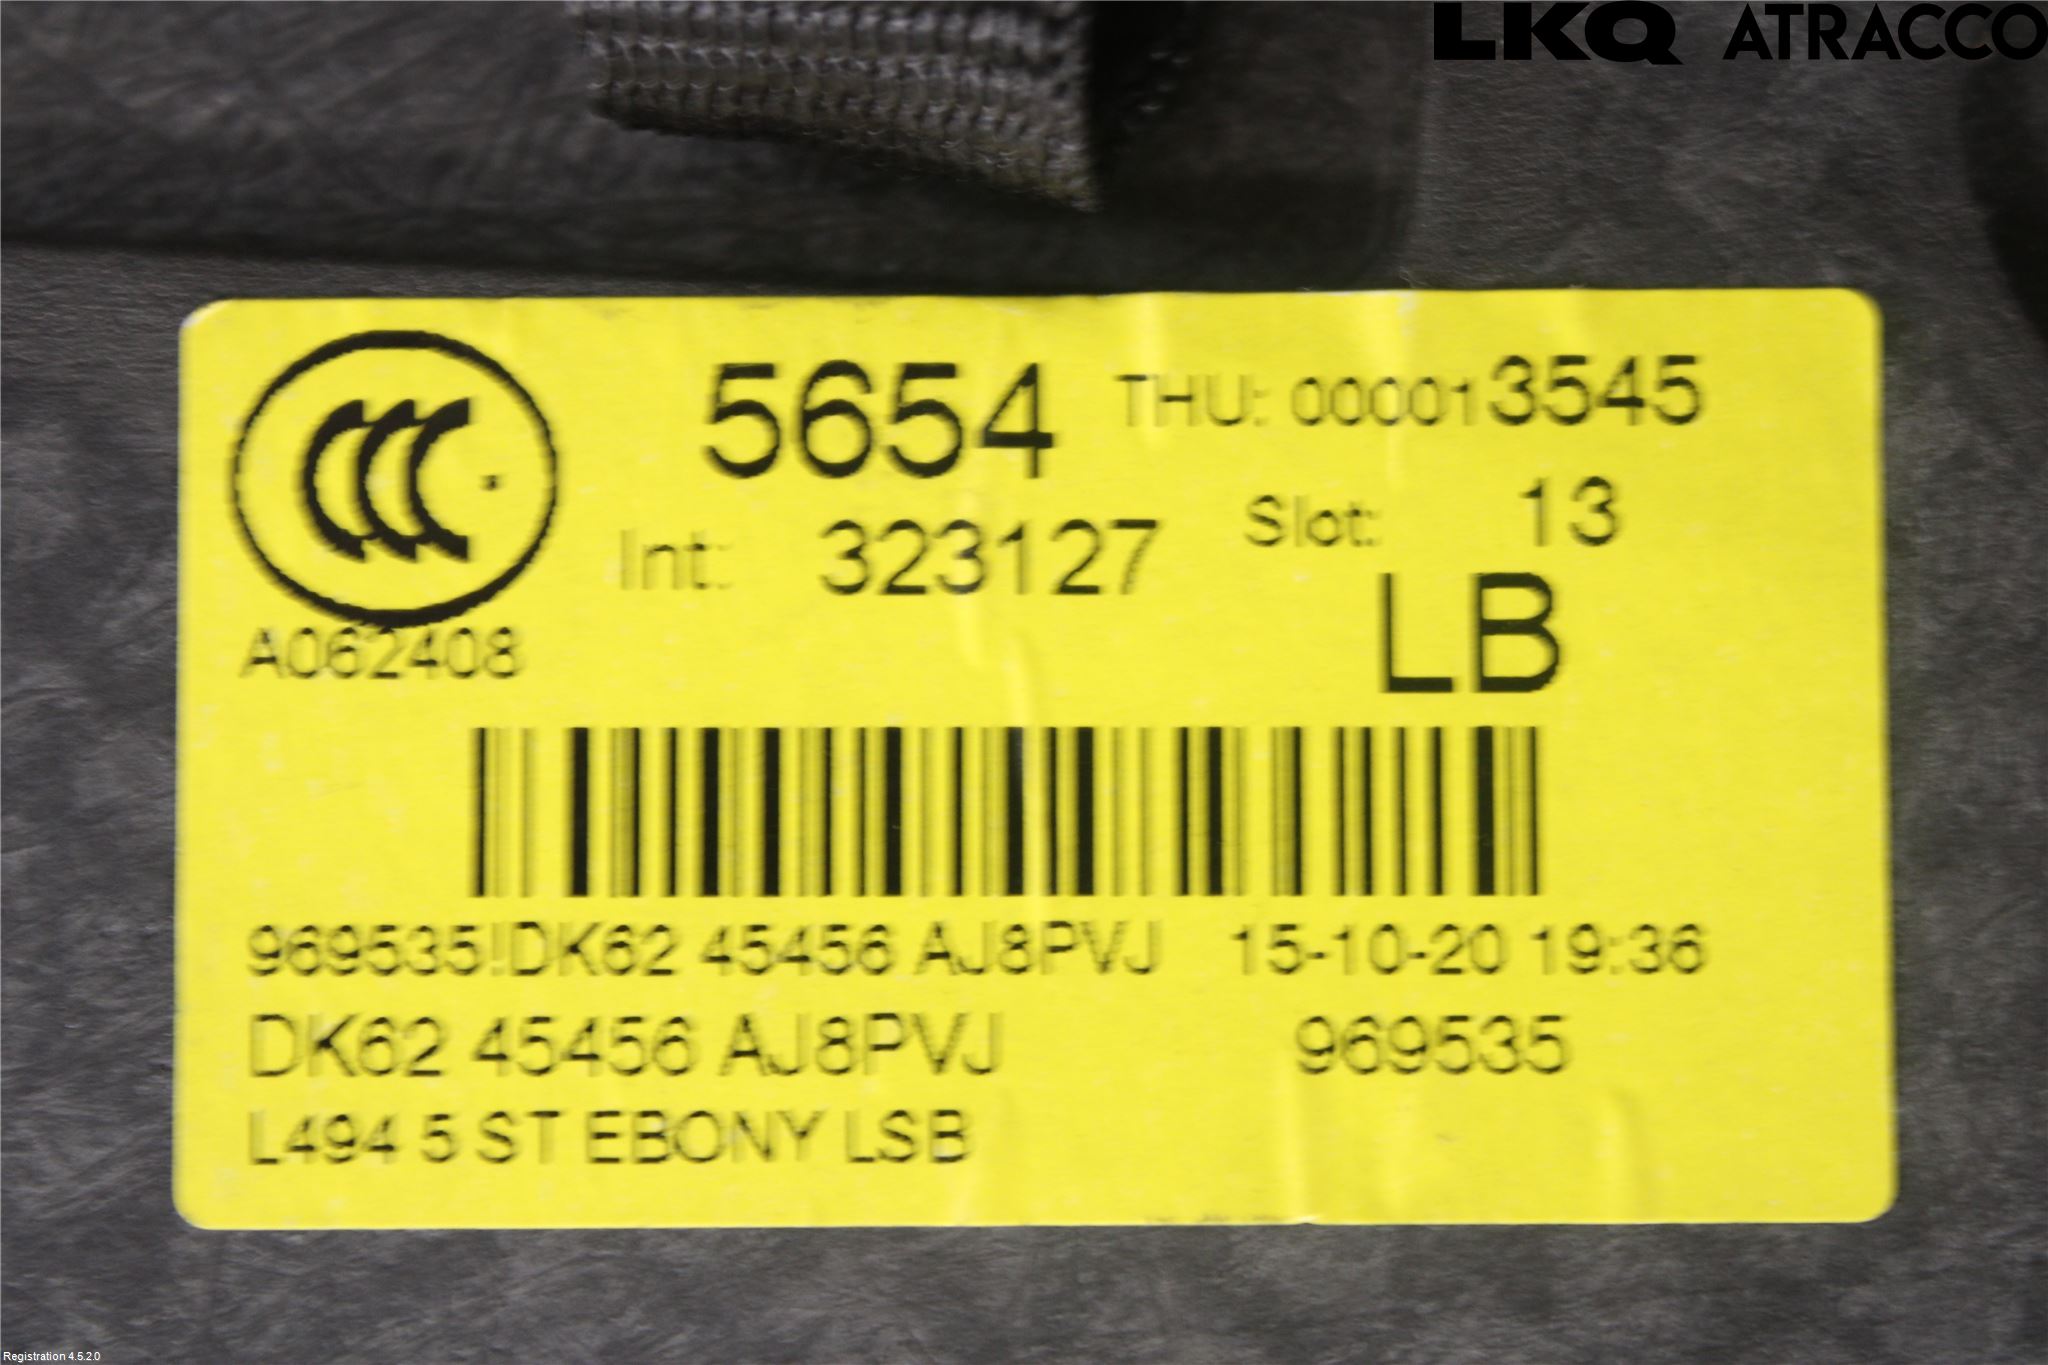 LKQ ATRACCO
5654 THU: 000013545
Int: 323127 Slot: 13
LB
A062408
969535!DK62 45456 AJ8PVJ 15-10-20 19:36
DK62 45456 AJ8PVJ 969535
L494 5 ST EBONY LSB
Registration 4.5.2.0